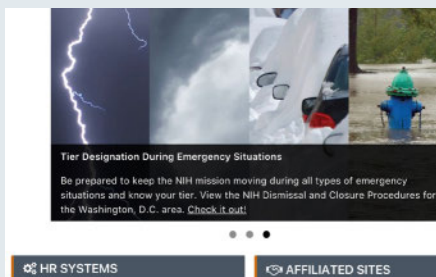 Tier Designation During Emergency Situations
Be prepared to keep the NIH mission moving during all types of emergency
situations and know your tier. View the NIH Dismissal and Closure Procedures for
the Washington, D.C. area. Check it out!
HR SYSTEMS
AFFILIATED SITES